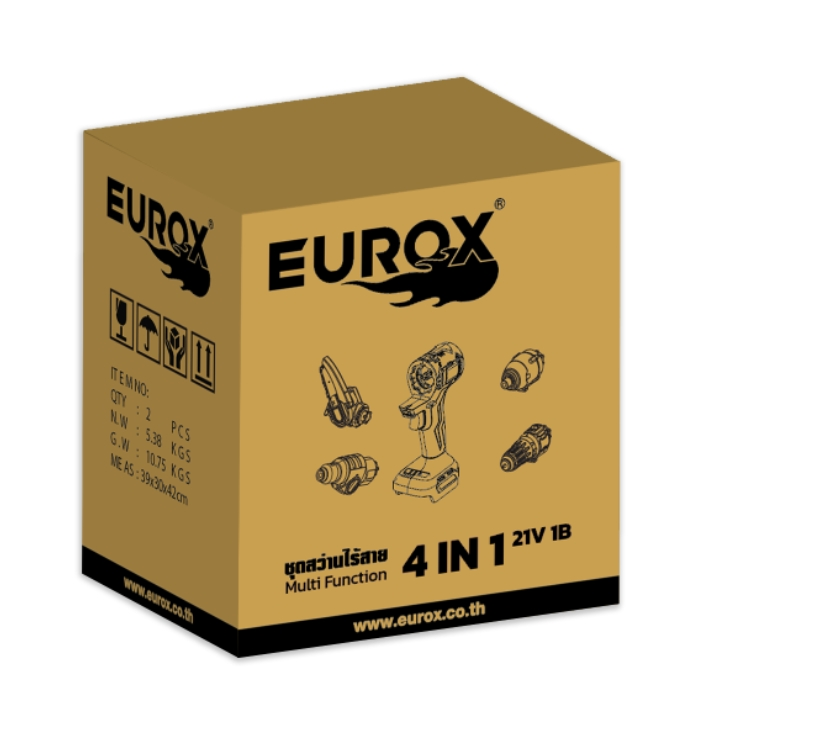 EUROX®
ITEM NO:
QTY : 2 PCS
N.W : 5.38 KGS
G.W : 10.75 KGS
MEAS : 39x30x42cm
www.eurox.co.th
EUROX®
ชุดสว่านไร้สาย
Multi Function
4 IN 1 21V 1B
www.eurox.co.th